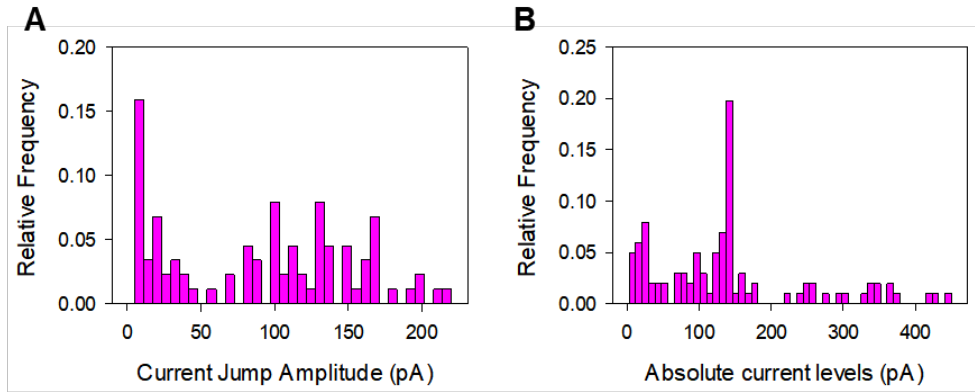 A
0.20
0.15
0.10
0.05
0.00
Relative Frequency
0 50 100 150 200
Current Jump Amplitude (pA)
B
0.25
0.20
0.15
0.10
0.05
0.00
Relative Frequency
0 100 200 300 400
Absolute current levels (pA)